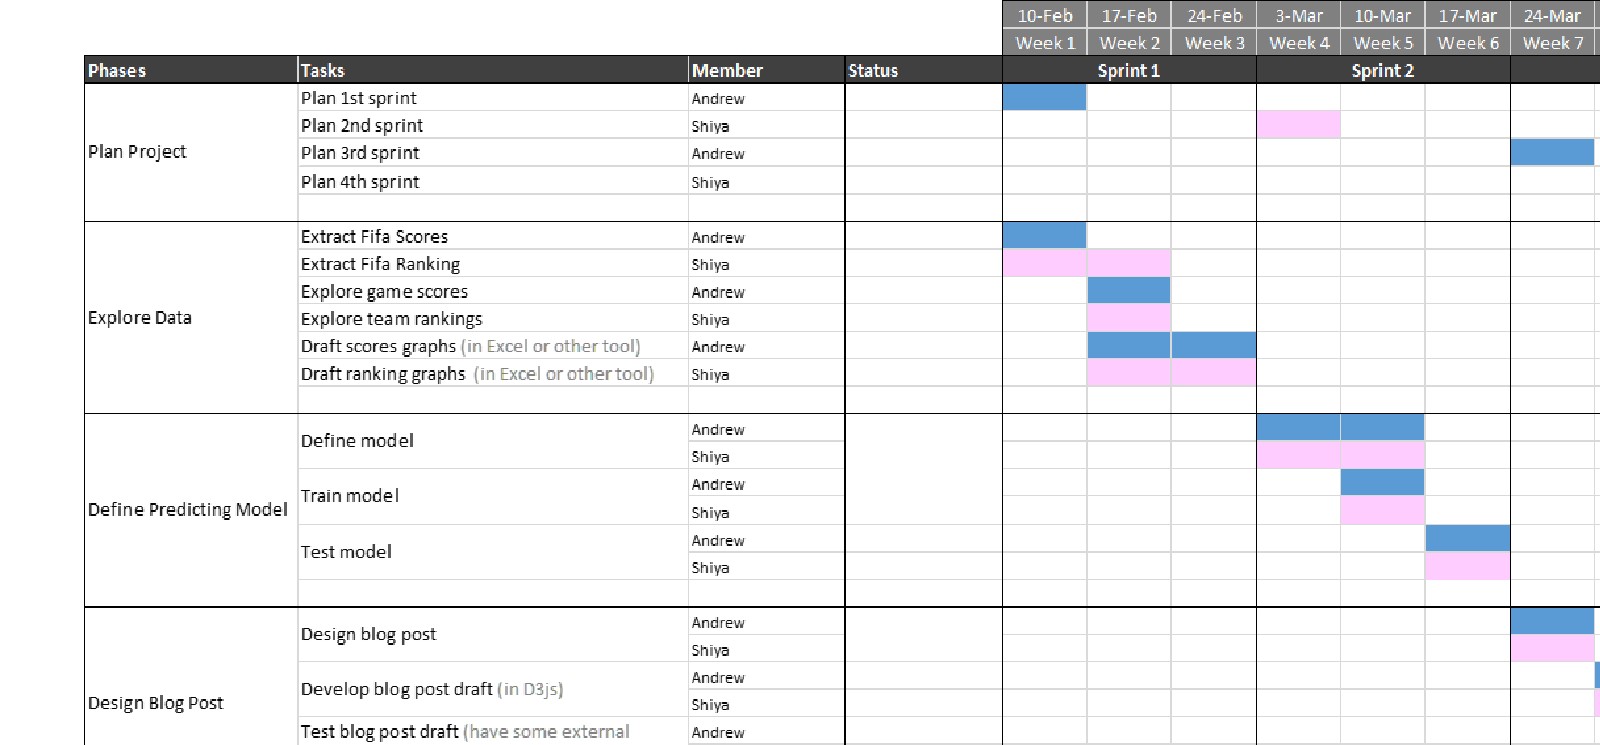 10-Feb 17-Feb 24-Feb 3-Mar 10-Mar 17-Mar 24-Mar
Week 1 Week 2 Week 3 Week 4 Week 5 Week 6 Week 7
Phases Tasks Member Status Sprint 1 Sprint 2
Plan Project
Plan 1st sprint Andrew
Plan 2nd sprint Shiya
Plan 3rd sprint Andrew
Plan 4th sprint Shiya
Explore Data
Extract Fifa Scores Andrew
Extract Fifa Ranking Shiya
Explore game scores Andrew
Explore team rankings Shiya
Draft scores graphs (in Excel or other tool) Andrew
Draft ranking graphs (in Excel or other tool) Shiya
Define Predicting Model
Define model Andrew
Shiya
Train model Andrew
Shiya
Test model Andrew
Shiya
Design Blog Post
Design blog post Andrew
Shiya
Develop blog post draft (in D3js) Andrew
Shiya
Test blog post draft (have some external Andrew